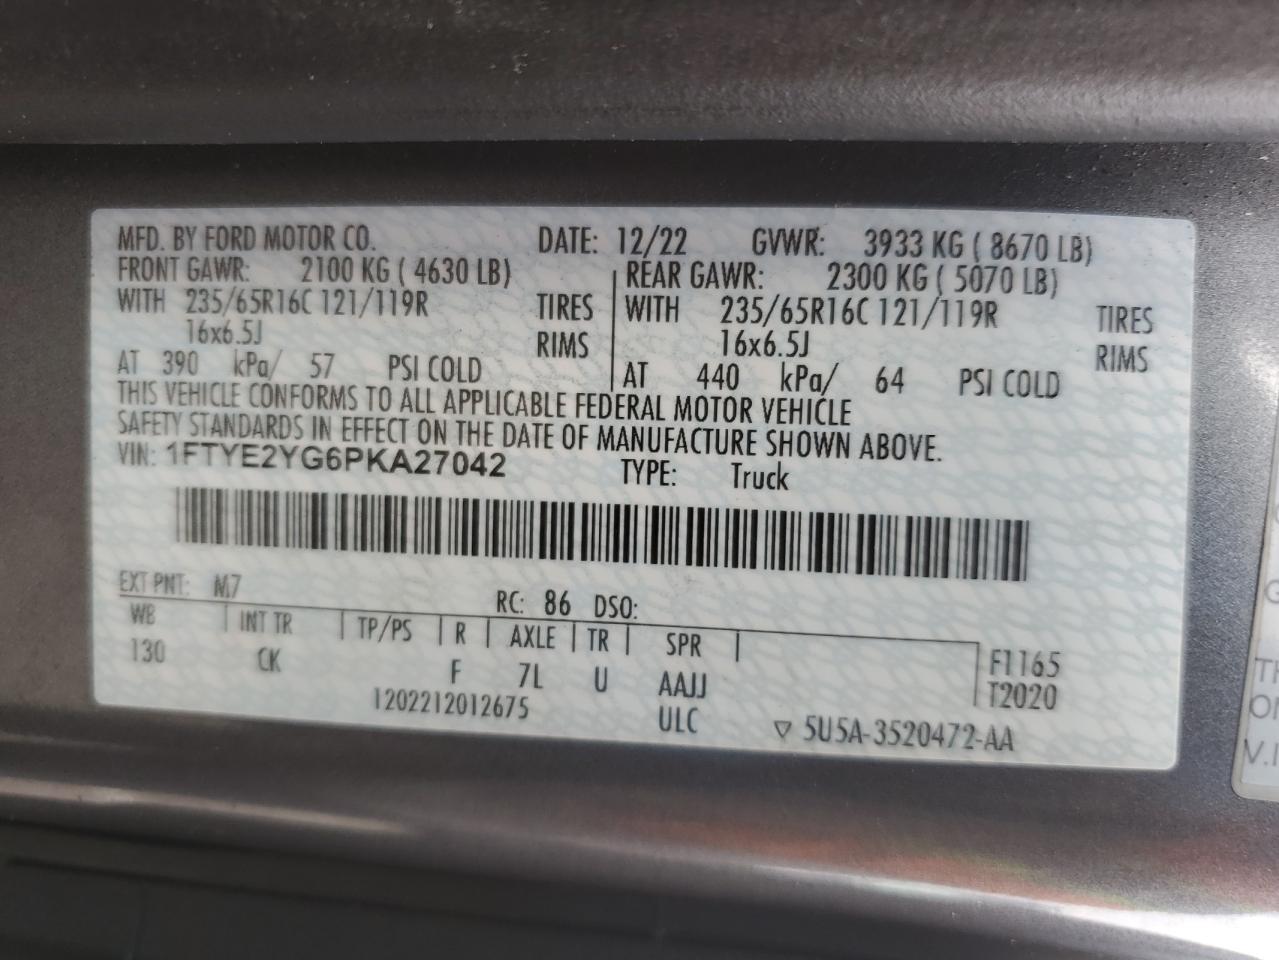 MFD. BY FORD MOTOR CO. DATE: 12/22 GVWR: 3933 KG ( 8670 LB)
FRONT GAWR: 2100 KG ( 4630 LB) REAR GAWR: 2300 KG ( 5070 LB)
WITH 235/65R16C 121/119R TIRES WITH 235/65R16C 121/119R TIRES
16x6.5J RIMS 16x6.5J RIMS
AT 390 kPa/ 57 PSI COLD AT 440 kPa/ 64 PSI COLD
THIS VEHICLE CONFORMS TO ALL APPLICABLE FEDERAL MOTOR VEHICLE
SAFETY STANDARDS IN EFFECT ON THE DATE OF MANUFACTURE SHOWN ABOVE.
VIN: 1FTYE2YG6PKA27042 TYPE: Truck
EXT PNT: M7 RC: 86 DSO:
WB INT TR TP/PS R AXLE TR SPR
130 CK F 7L U AAJJ F1165
1202212012675 ULC T2020
▽ 5U5A-3520472-AA
G
TH
V.I